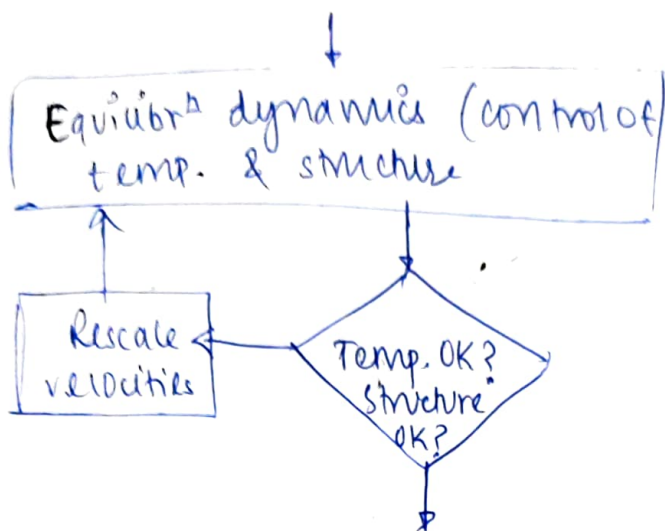 Equilibrⁿ dynamics (control of
temp. & structure
Rescale
velocities
Temp. OK?
Structure
OK?